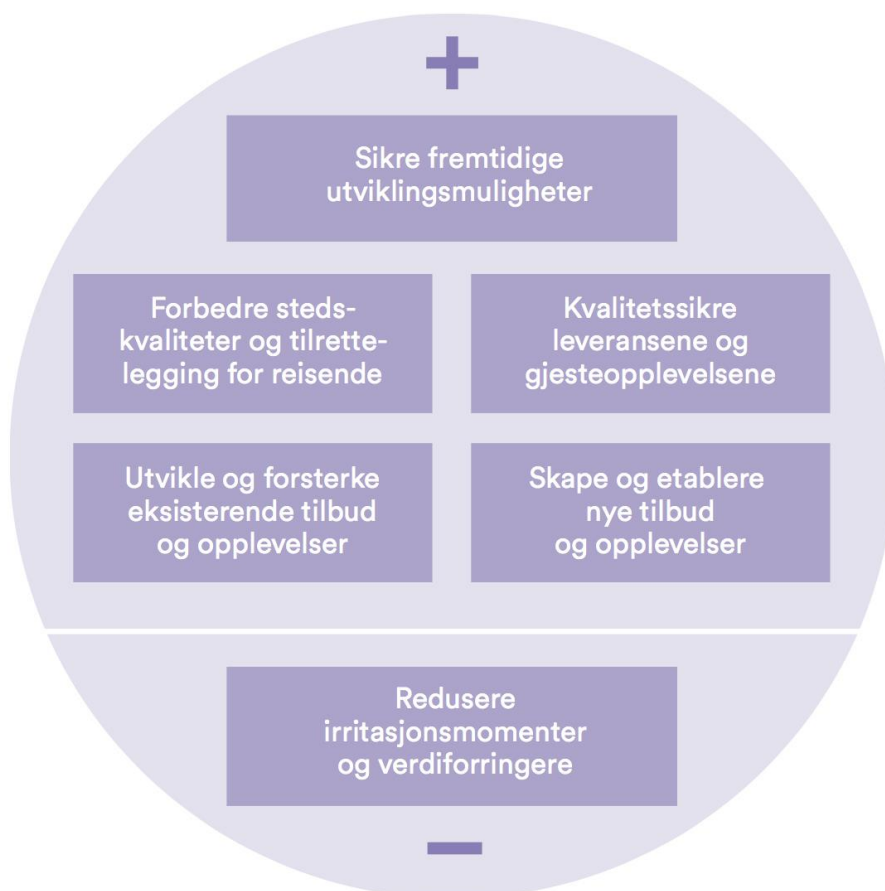 +
Sikre fremtidige
utviklingsmuligheter
Forbedre steds-
kvaliteter og tilrette-
legging for reisende
Kvalitetssikre
leveransene og
gjesteopplevelsene
Utvikle og forsterke
eksisterende tilbud
og opplevelser
Skape og etablere
nye tilbud
og opplevelser
Redusere
irritasjonsmomenter
og verdiforringere
−